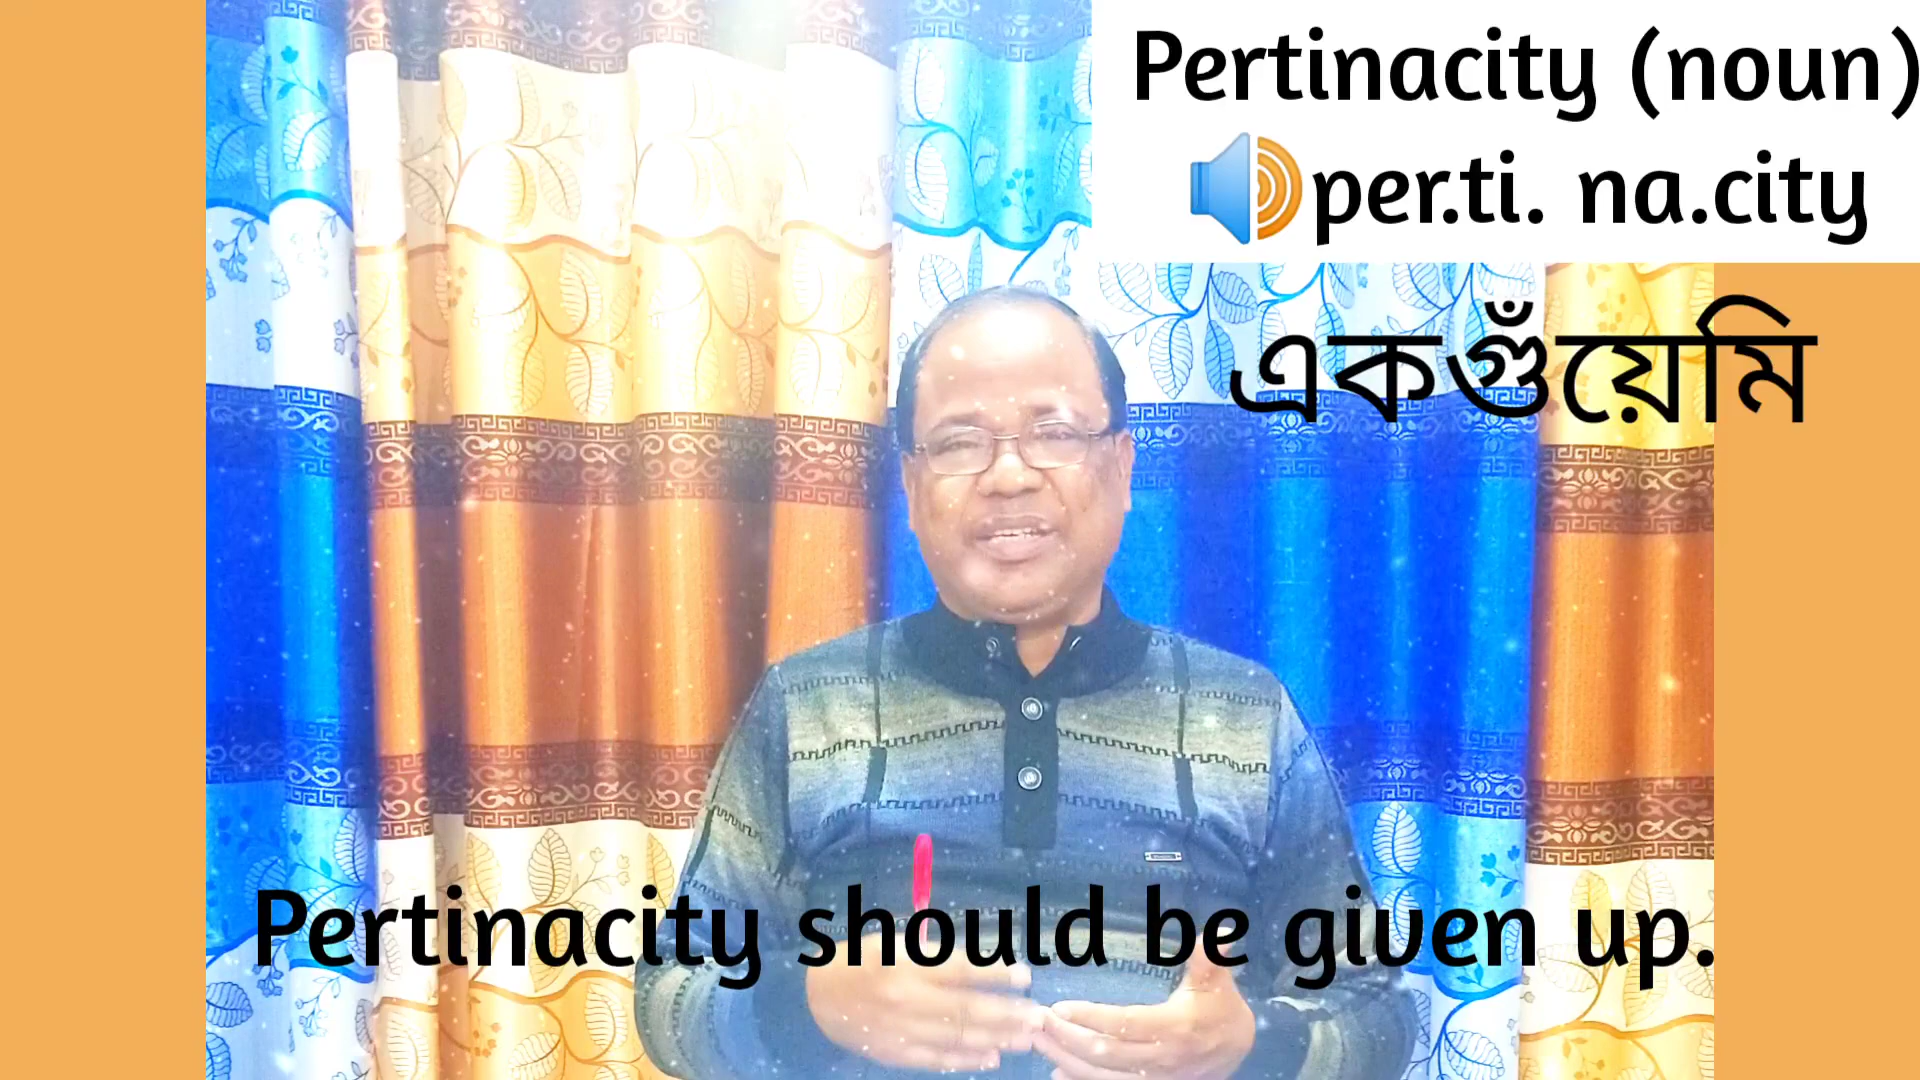 Pertinacity (noun)
per.ti. na.city
একগুঁয়েমি
Pertinacity should be given up.